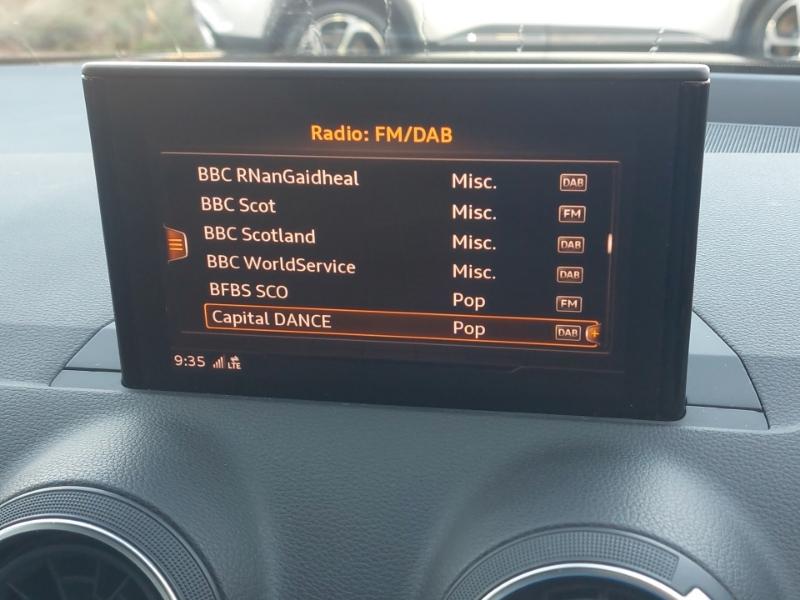 Radio: FM/DAB
BBC RNanGaidheal Misc. DAB
BBC Scot Misc. FM
BBC Scotland Misc. DAB
BBC WorldService Misc. DAB
BFBS SCO Pop FM
Capital DANCE Pop DAB
9:35 LTE